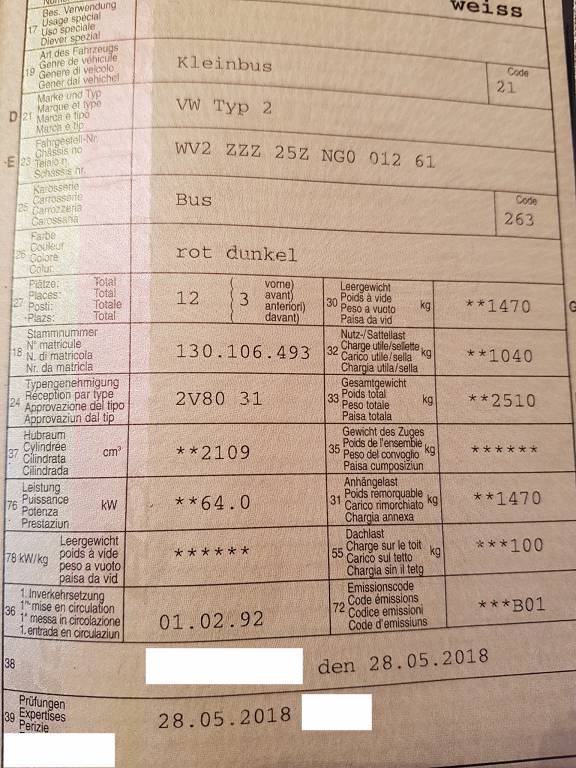 weiss
17
Bes. Verwendung
Usage spécial
Uso speciale
Diever spezial
19
Art des Fahrzeugs
Genre de véhicule
Genere di veicolo
Gener dal vehichel
Kleinbus
Code
21
D
21
Marke und Typ
Marque et type
Marca e tipo
Marca e tip
VW Typ 2
E
23
Fahrgestell-Nr.
Châssis no
Telaio n.
Schassis nr.
WV2 ZZZ 25Z NG0 012 61
25
Karosserie
Carrosserie
Carrozzeria
Carossaria
Bus
Code
263
26
Farbe
Couleur
Colore
Colur
rot dunkel
27
Plätze: Total
Places: Total
Posti: Totale
Plazs: Total
12
3
vorne)
avant)
anteriori)
davant)
30
Leergewicht
Poids à vide
Peso a vuoto
Paisa da vid
kg
**1470
G
18
Stammnummer
N° matricule
N. di matricola
Nr. da matricla
130.106.493
32
Nutz-/Sattellast
Charge utile/sellette
Carico utile/sella
Chargia utila/sella
kg
**1040
24
Typengenehmigung
Réception par type
Approvazione del tipo
Approvaziun dal tip
2V80 31
33
Gesamtgewicht
Poids total
Peso totale
Paisa totala
kg
**2510
37
Hubraum
Cylindrée
Cilindrata
Cilindrada
cm³
**2109
35
Gewicht des Zuges
Poids de l'ensemble
Peso del convoglio
Paisa cumposiziun
kg
******
76
Leistung
Puissance
Potenza
Prestaziun
kW
**64.0
31
Anhängelast
Poids remorquable
Carico rimorchiato
Chargia annexa
kg
**1470
78 kW/kg
Leergewicht
poids à vide
peso a vuoto
paisa da vid
******
55
Dachlast
Charge sur le toit
Carico sul tetto
Chargia sin il tetg
kg
***100
36
1. Inverkehrsetzung
1re mise en circulation
1a messa in circolazione
1. entrada en circulaziun
01.02.92
72
Emissionscode
Code émissions
Codice emissioni
Code d'emissiuns
***B01
38
den 28.05.2018
39
Prüfungen
Expertises
Perizie
28.05.2018